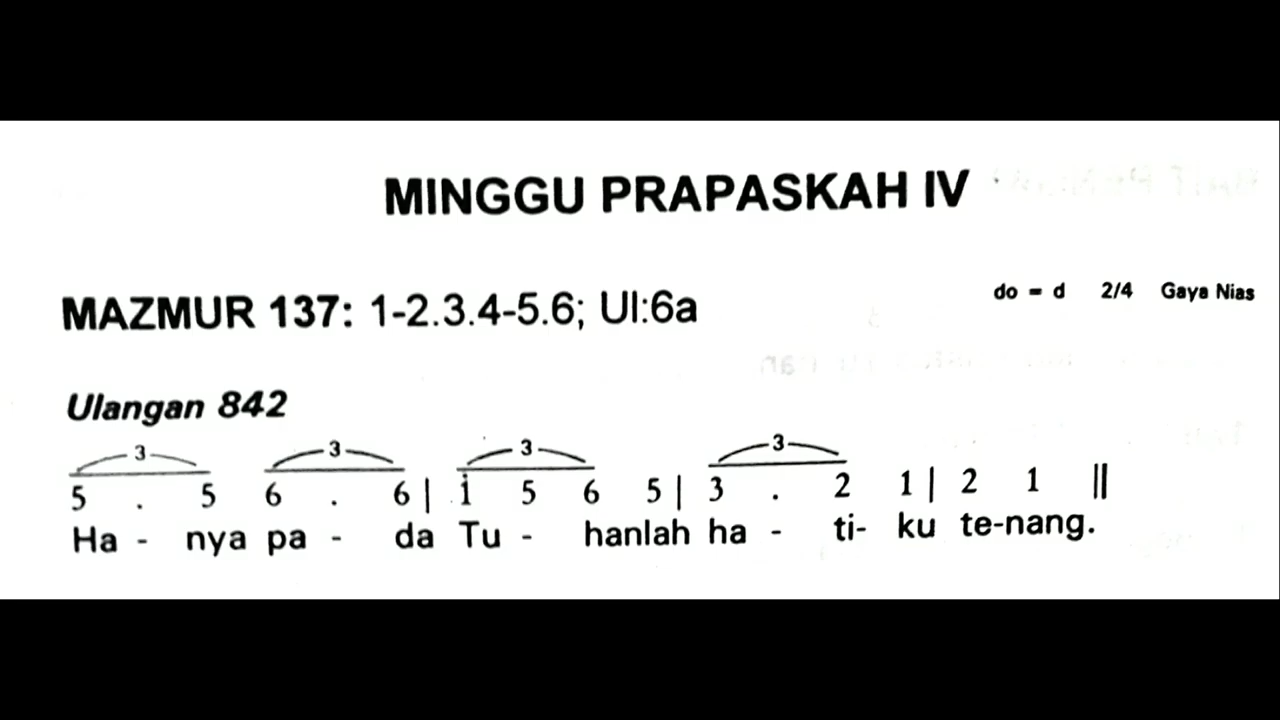 MINGGU PRAPASKAH IV
MAZMUR 137: 1-2.3.4-5.6; Ul:6a
do = d 2/4 Gaya Nias
Ulangan 842
3 3 3 3
5 . 5 6 . 6 | i 5 6 5 | 3 . 2 1 | 2 1 ||
Ha - nya pa - da Tu - hanlah ha - ti- ku te-nang.